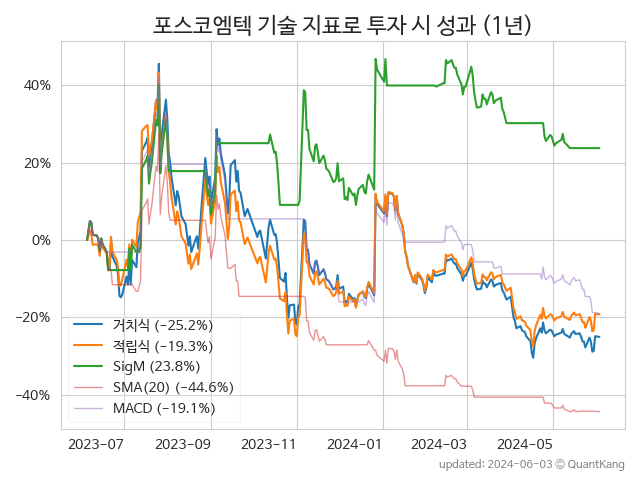 포스코엠텍 기술 지표로 투자 시 성과 (1년)
40%
20%
0%
−20%
−40%
거치식 (−25.2%)
적립식 (−19.3%)
SigM (23.8%)
SMA(20) (−44.6%)
MACD (−19.1%)
2023−07 2023−09 2023−11 2024−01 2024−03 2024−05
updated: 2024−06−03 ⓒ QuantKang